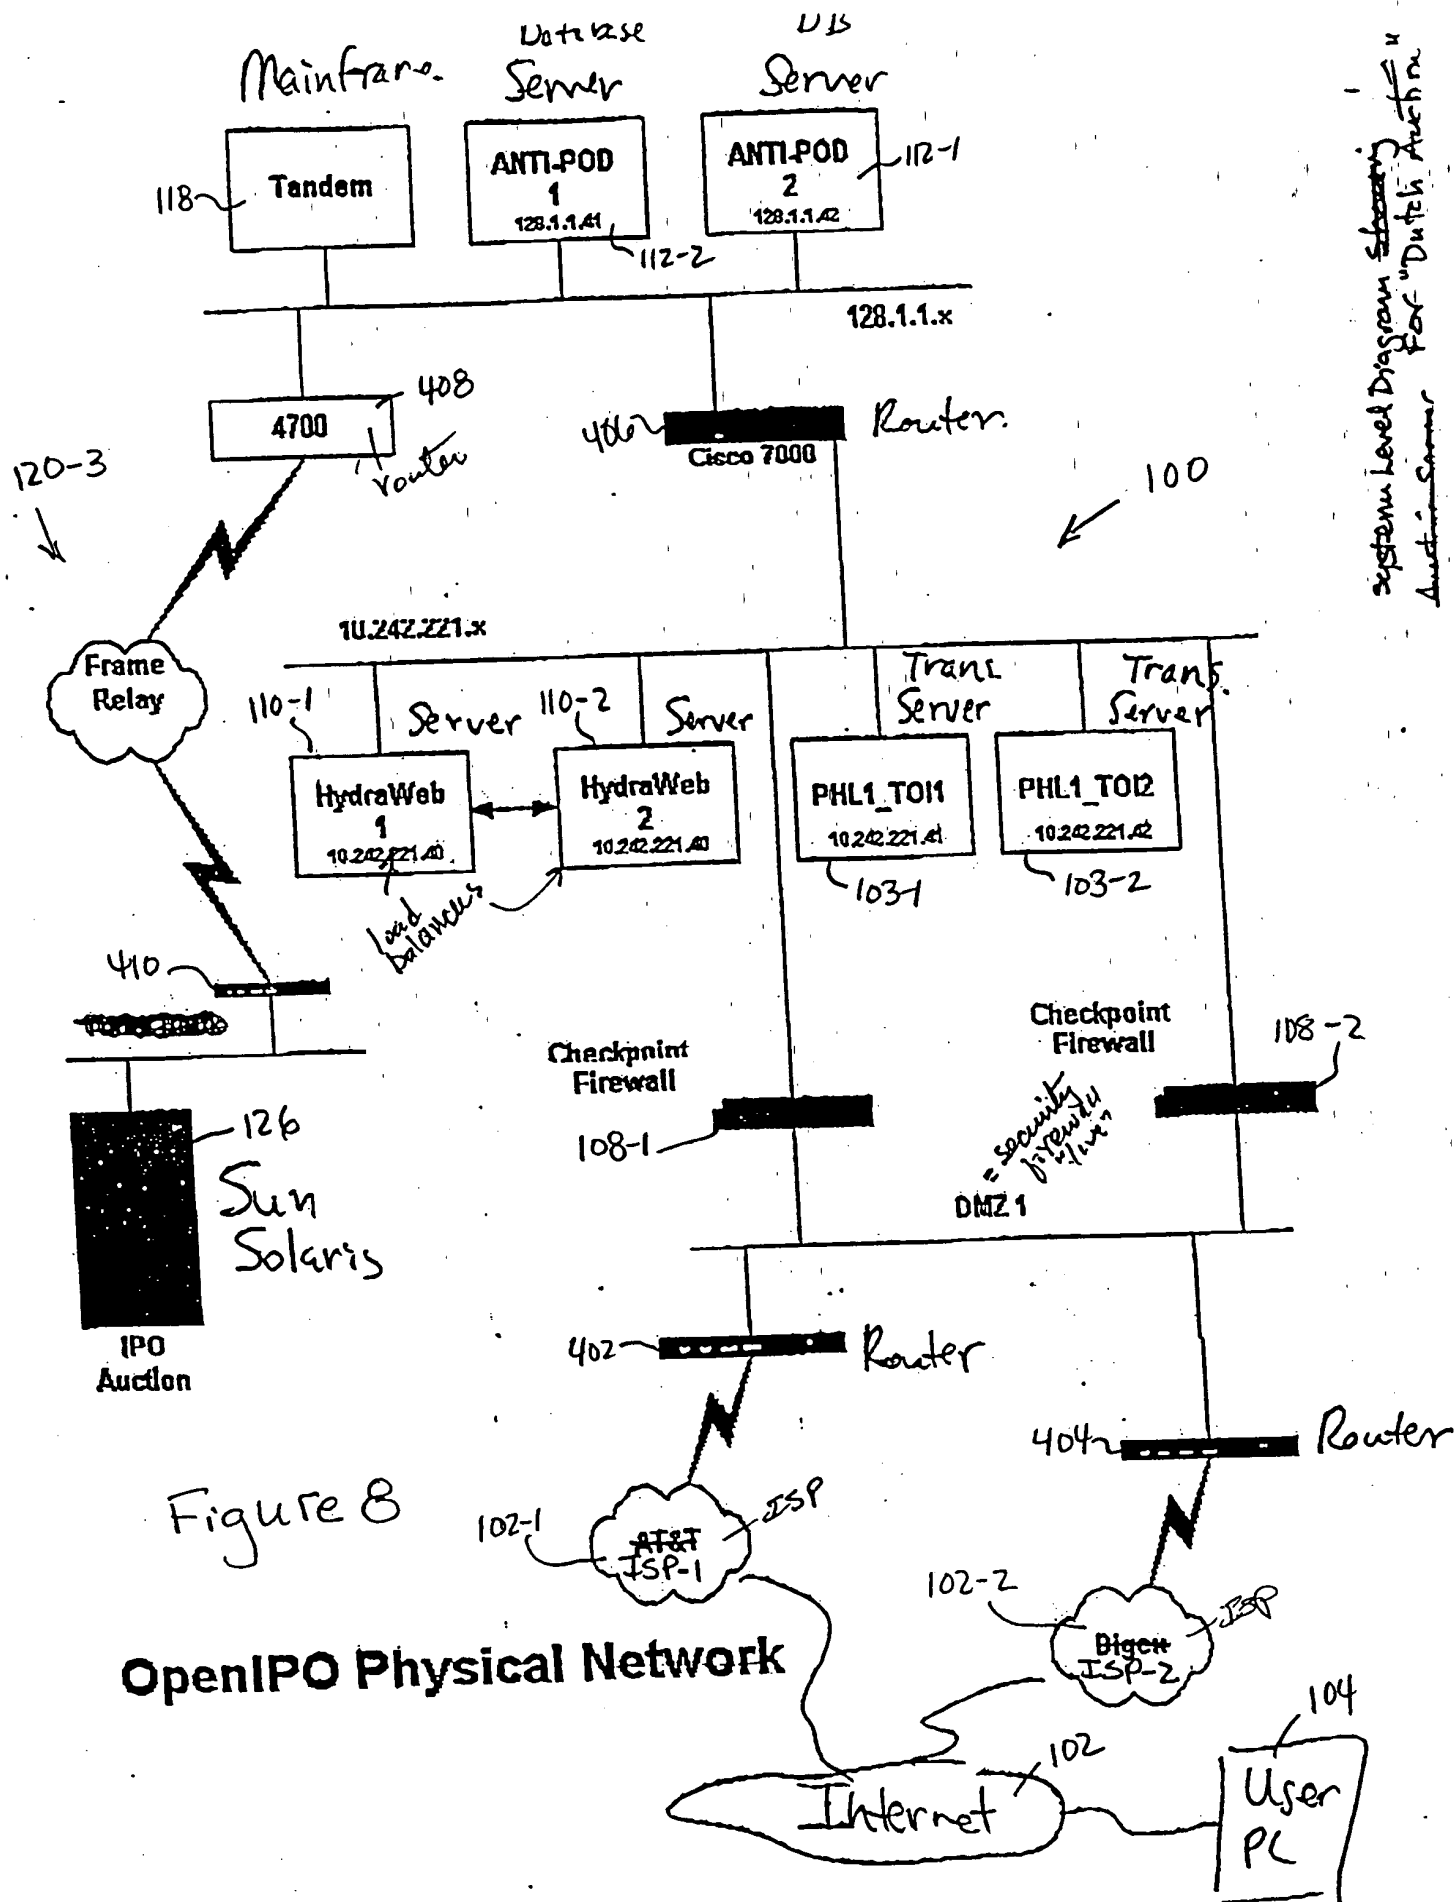 Database
DB
Mainframe.
Server
Server
System Level Diagram Showing
For "Dutch Auction"
Tandem
ANTI-POD
1
128.1.1.41
ANTI-POD
2
128.1.1.42
118
112-2
112-1
128.1.1.x
4700
408
router
406
Router.
Cisco 7000
120-3
100
10.242.221.x
Frame
Relay
110-1
Server
110-2
Server
Trans
Server
Trans.
Server
HydraWeb
1
10.242.221.40
HydraWeb
2
10.242.221.40
PHL1_TOI1
10.242.221.41
PHL1_TOI2
10.242.221.42
103-1
103-2
load
balancers
410
Checkpoint
Firewall
108-1
Checkpoint
Firewall
108-2
= security
firewall
"live"
DMZ 1
126
Sun
Solaris
IPO
Auction
402
Router
404
Router
Figure 8
102-1
AT&T
ISP-1
ISP
102-2
Digex
ISP-2
ISP
OpenIPO Physical Network
Internet
102
104
User
PC